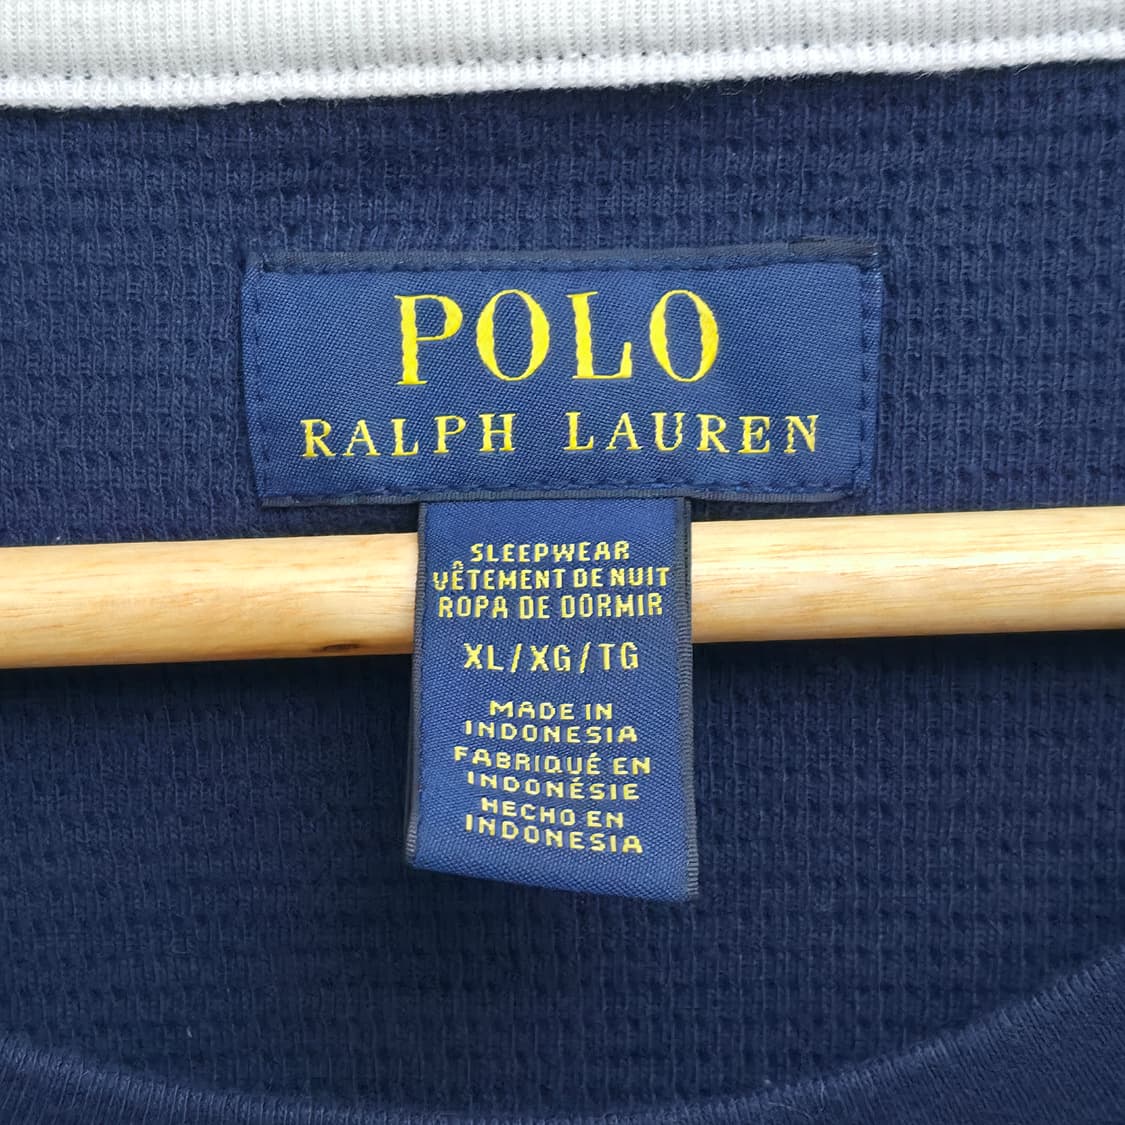 POLO
RALPH LAUREN
SLEEPWEAR
VÊTEMENT DE NUIT
ROPA DE DORMIR
XL/XG/TG
MADE IN
INDONESIA
FABRIQUÉ EN
INDONÉSIE
HECHO EN
INDONESIA